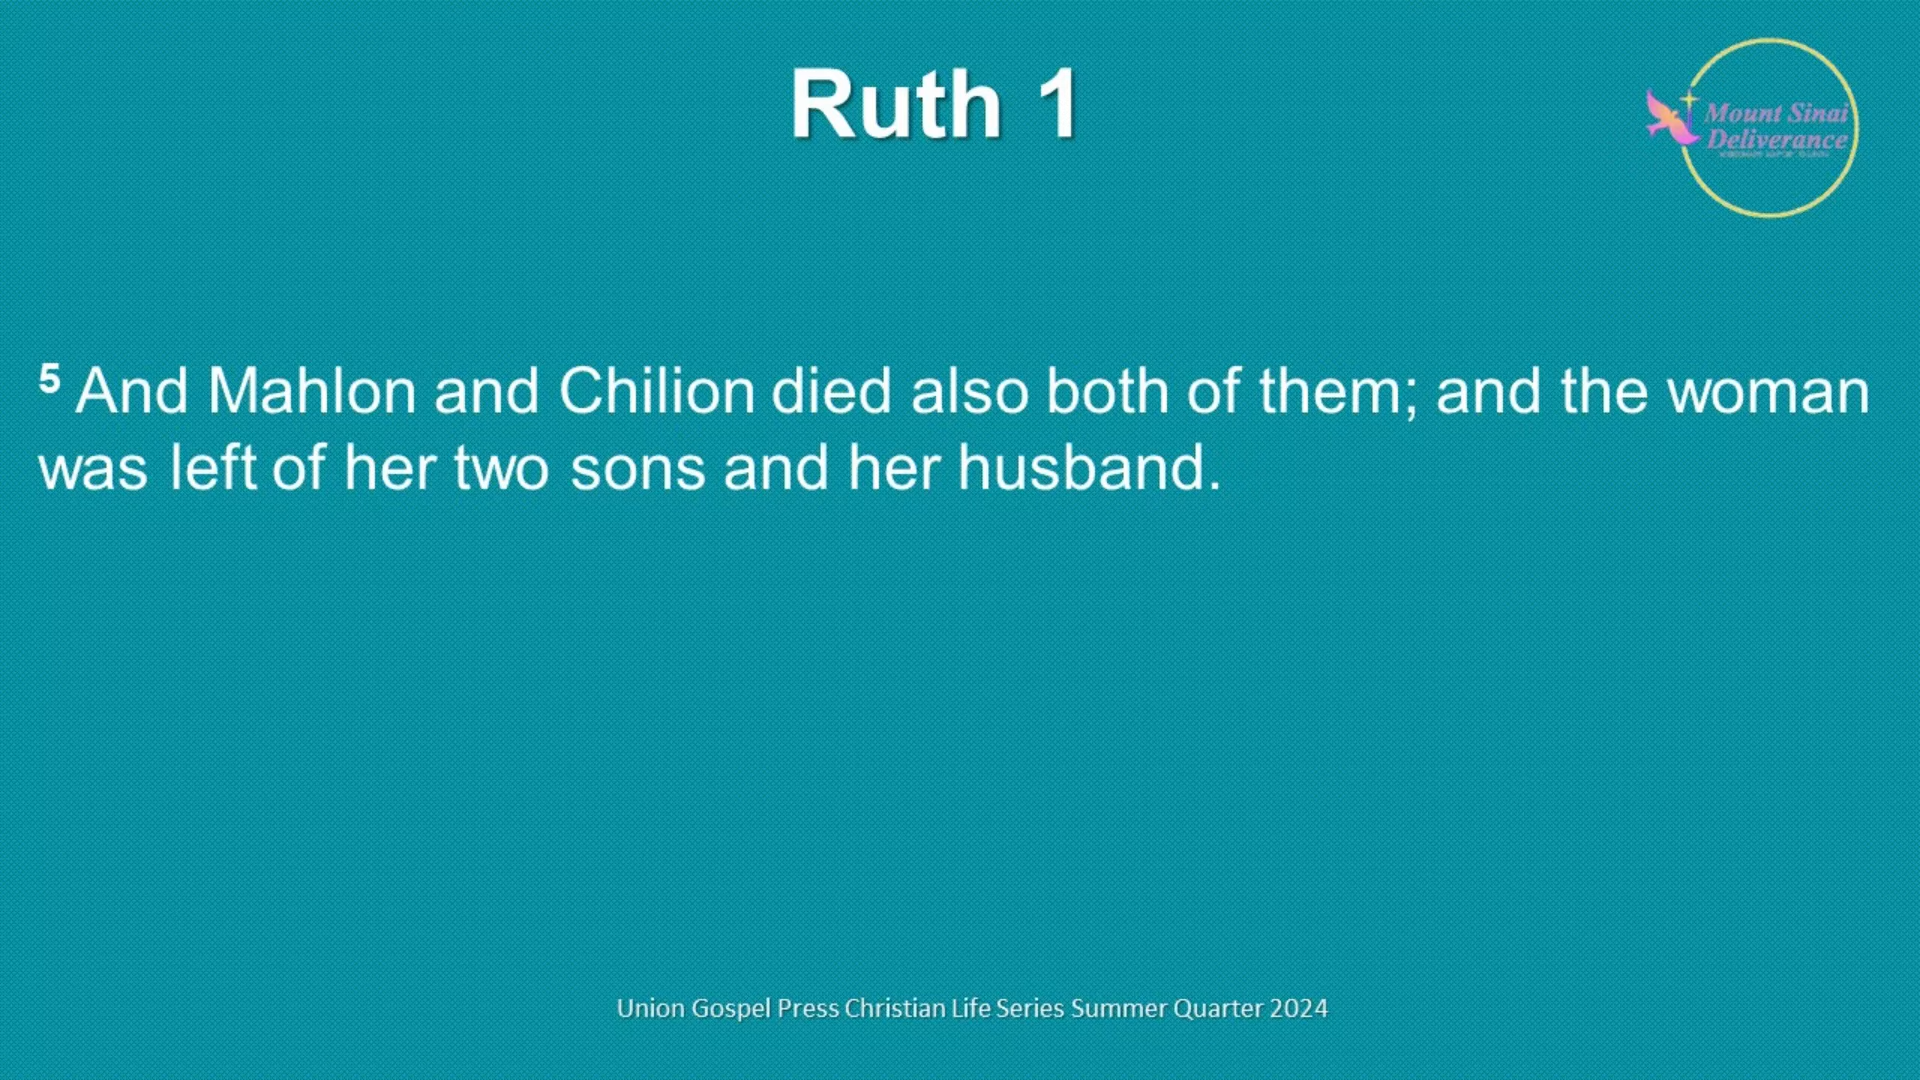 Ruth 1
Mount Sinai
Deliverance
5 And Mahlon and Chilion died also both of them; and the woman
was left of her two sons and her husband.
Union Gospel Press Christian Life Series Summer Quarter 2024